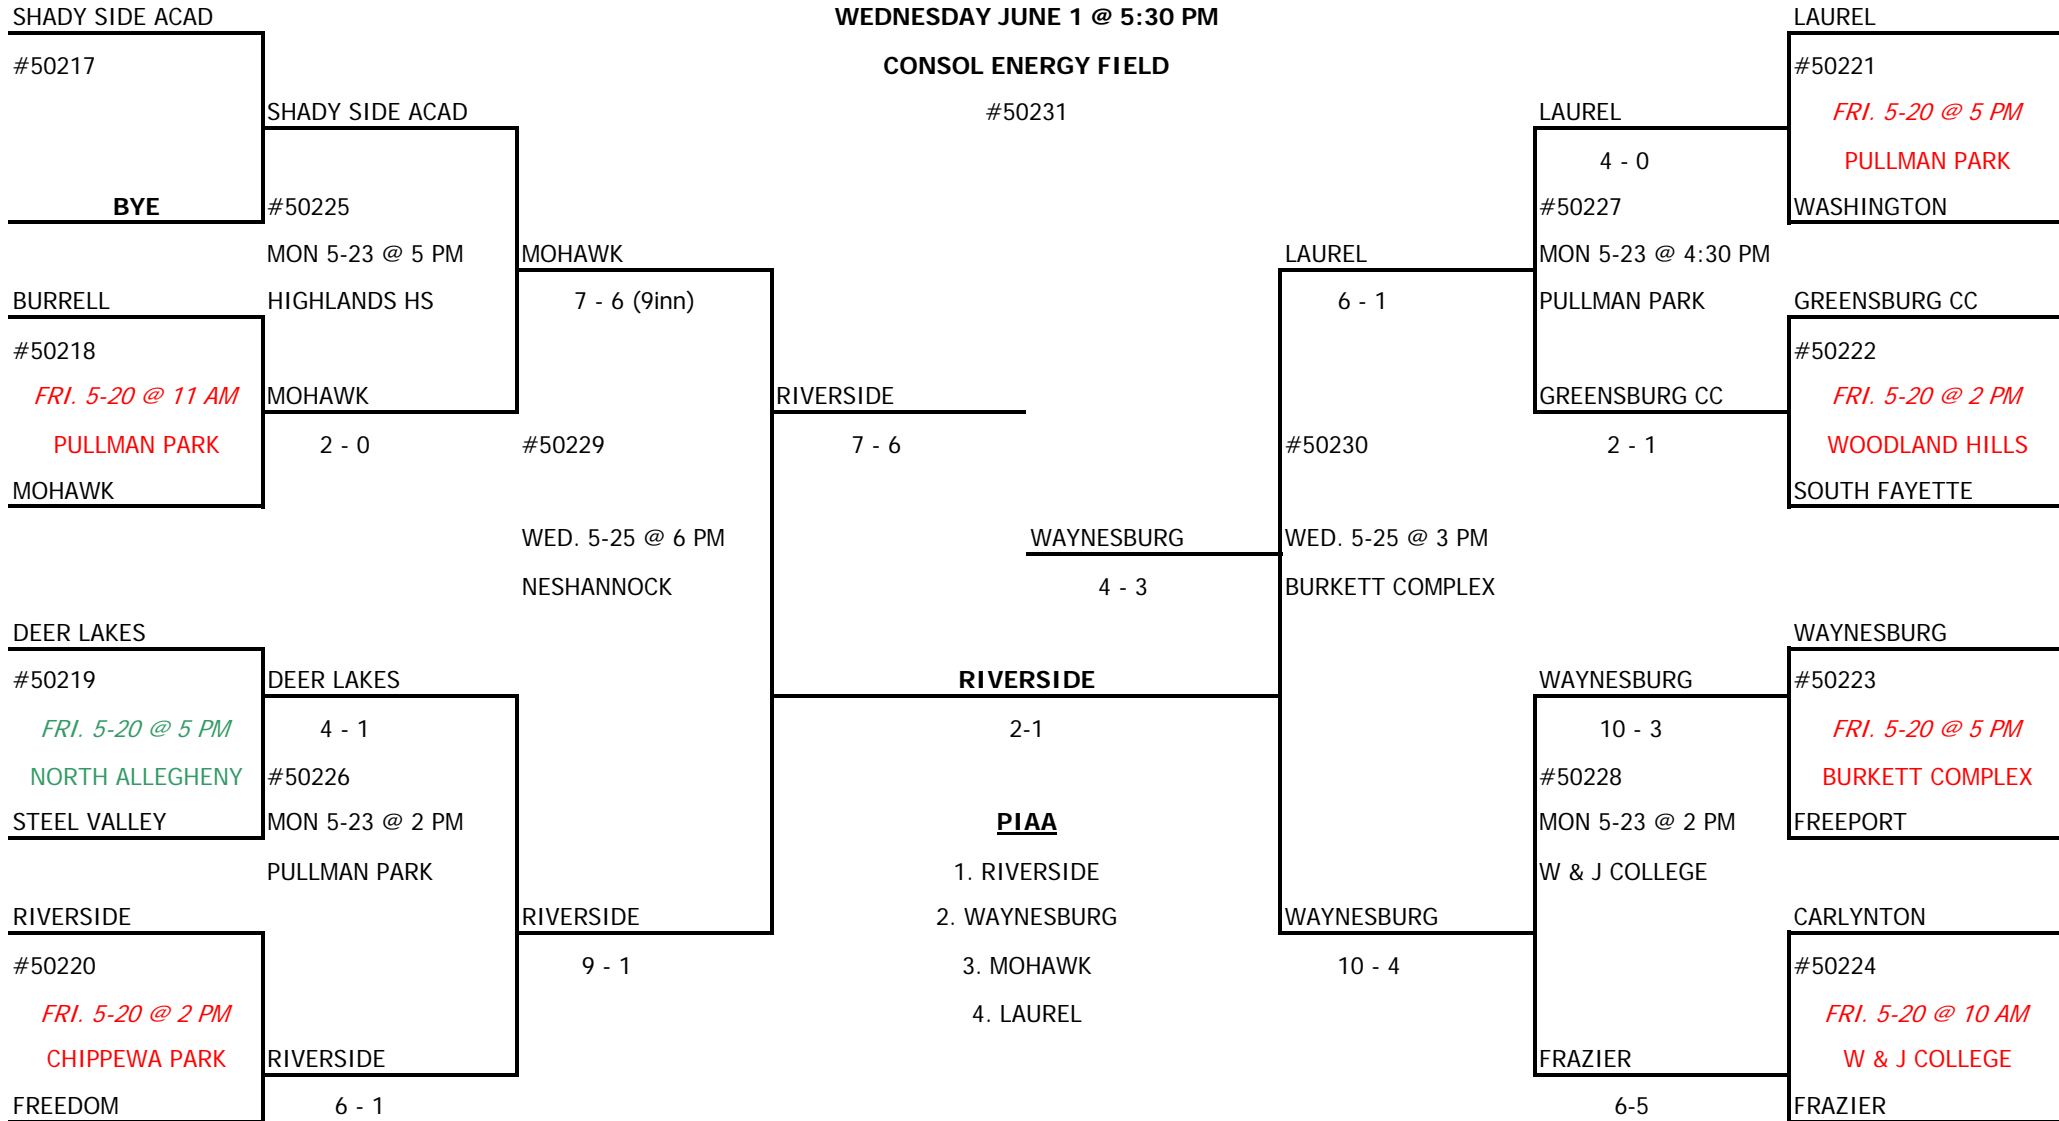 SHADY SIDE ACAD
WEDNESDAY JUNE 1 @ 5:30 PM
LAUREL
#50217
CONSOL ENERGY FIELD
#50221
SHADY SIDE ACAD
#50231
LAUREL
FRI. 5-20 @ 5 PM
4 - 0
PULLMAN PARK
BYE
#50225
#50227
WASHINGTON
MON 5-23 @ 5 PM
MOHAWK
LAUREL
MON 5-23 @ 4:30 PM
BURRELL
HIGHLANDS HS
7 - 6 (9inn)
6 - 1
PULLMAN PARK
GREENSBURG CC
#50218
#50222
FRI. 5-20 @ 11 AM
MOHAWK
RIVERSIDE
GREENSBURG CC
FRI. 5-20 @ 2 PM
PULLMAN PARK
2 - 0
#50229
7 - 6
#50230
2 - 1
WOODLAND HILLS
MOHAWK
SOUTH FAYETTE
WED. 5-25 @ 6 PM
WAYNESBURG
WED. 5-25 @ 3 PM
NESHANNOCK
4 - 3
BURKETT COMPLEX
DEER LAKES
WAYNESBURG
#50219
DEER LAKES
RIVERSIDE
WAYNESBURG
#50223
FRI. 5-20 @ 5 PM
4 - 1
2-1
10 - 3
FRI. 5-20 @ 5 PM
NORTH ALLEGHENY
#50226
#50228
BURKETT COMPLEX
STEEL VALLEY
MON 5-23 @ 2 PM
PIAA
MON 5-23 @ 2 PM
FREEPORT
PULLMAN PARK
1. RIVERSIDE
W & J COLLEGE
RIVERSIDE
RIVERSIDE
2. WAYNESBURG
WAYNESBURG
CARLYNTON
#50220
9 - 1
3. MOHAWK
10 - 4
#50224
FRI. 5-20 @ 2 PM
4. LAUREL
FRI. 5-20 @ 10 AM
CHIPPEWA PARK
RIVERSIDE
FRAZIER
W & J COLLEGE
FREEDOM
6 - 1
6-5
FRAZIER